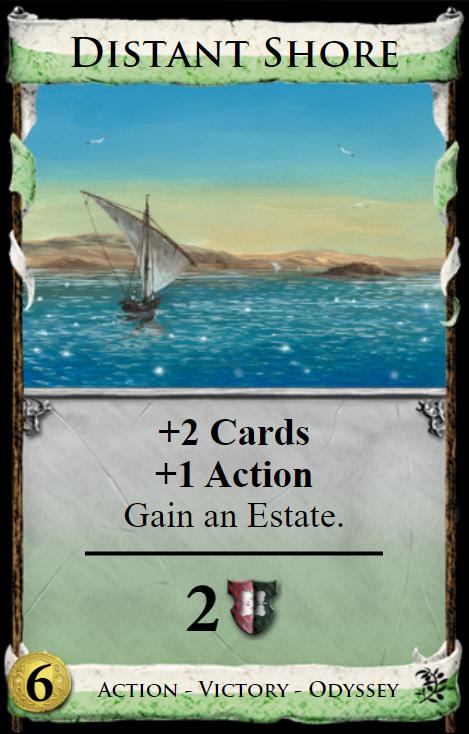 Distant Shore
+2 Cards
+1 Action
Gain an Estate.
2
6 Action - Victory - Odyssey